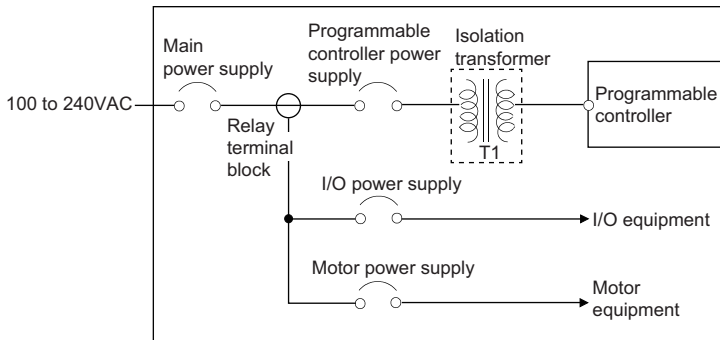 Main
power supply
Programmable
controller power
supply
Isolation
transformer
100 to 240VAC
Programmable
controller
Relay
terminal
block
T1
I/O power supply
I/O equipment
Motor power supply
Motor
equipment